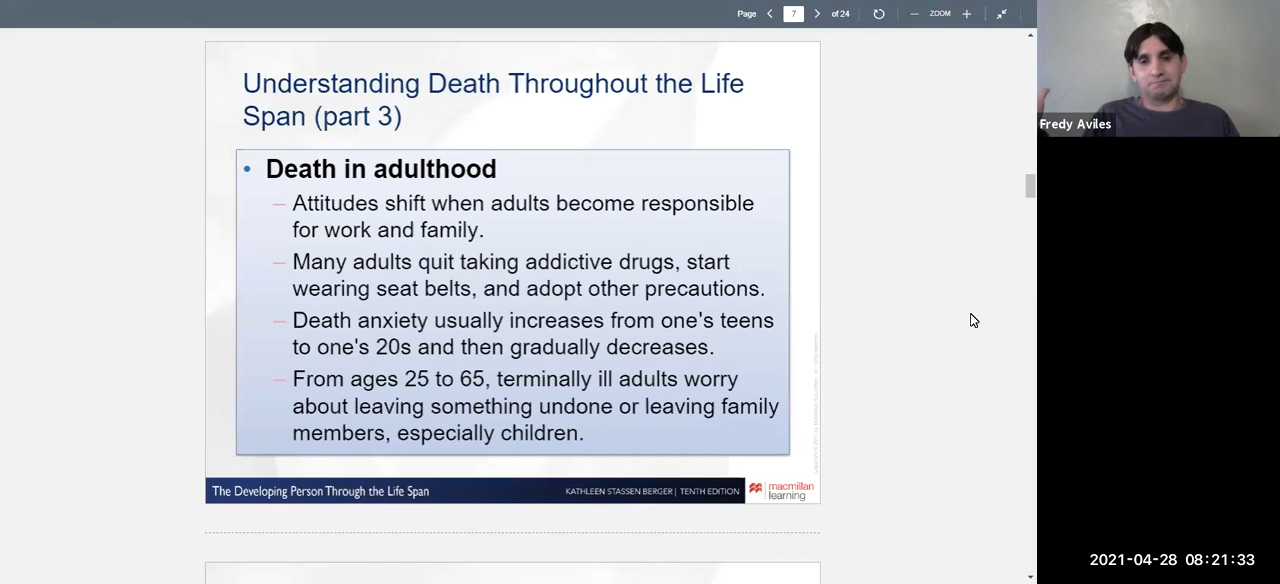 Page 7 of 24 ZOOM
Understanding Death Throughout the Life
Span (part 3)
• Death in adulthood
– Attitudes shift when adults become responsible
for work and family.
– Many adults quit taking addictive drugs, start
wearing seat belts, and adopt other precautions.
– Death anxiety usually increases from one's teens
to one's 20s and then gradually decreases.
– From ages 25 to 65, terminally ill adults worry
about leaving something undone or leaving family
members, especially children.
The Developing Person Through the Life Span
KATHLEEN STASSEN BERGER | TENTH EDITION
macmillan
learning
Fredy Aviles
2021-04-28 08:21:33